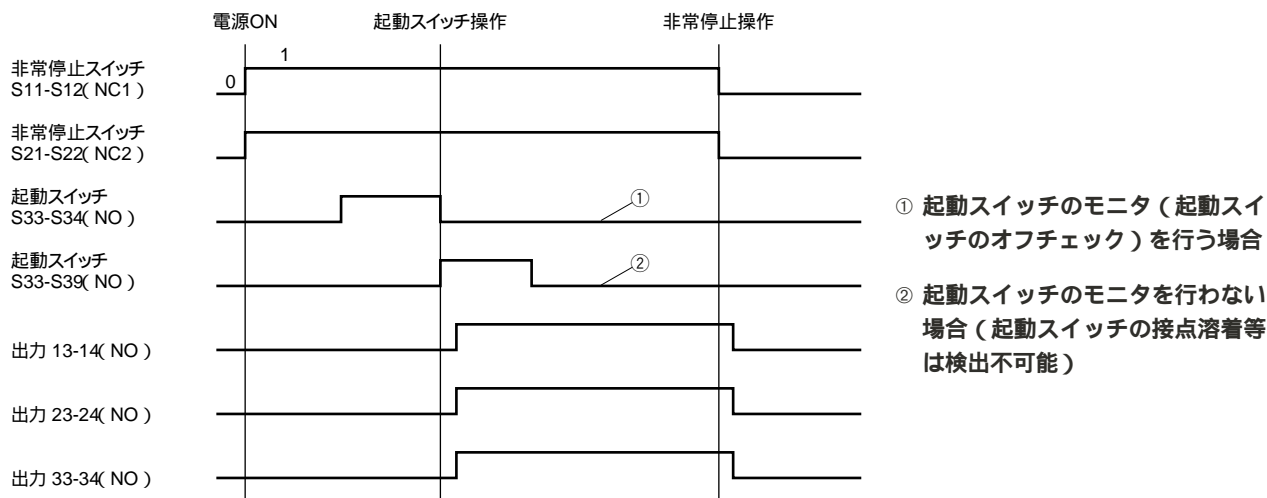 電源ON 起動スイッチ操作 非常停止操作
非常停止スイッチ
S11-S12( NC1 )
0
1
非常停止スイッチ
S21-S22( NC2 )
起動スイッチ
S33-S34( NO )
①
起動スイッチ
S33-S39( NO )
②
出力 13-14( NO )
出力 23-24( NO )
出力 33-34( NO )
① 起動スイッチのモニタ ( 起動スイ
ッチのオフチェック ) を行う場合
② 起動スイッチのモニタを行わない
場合 ( 起動スイッチの接点溶着等
は検出不可能 )